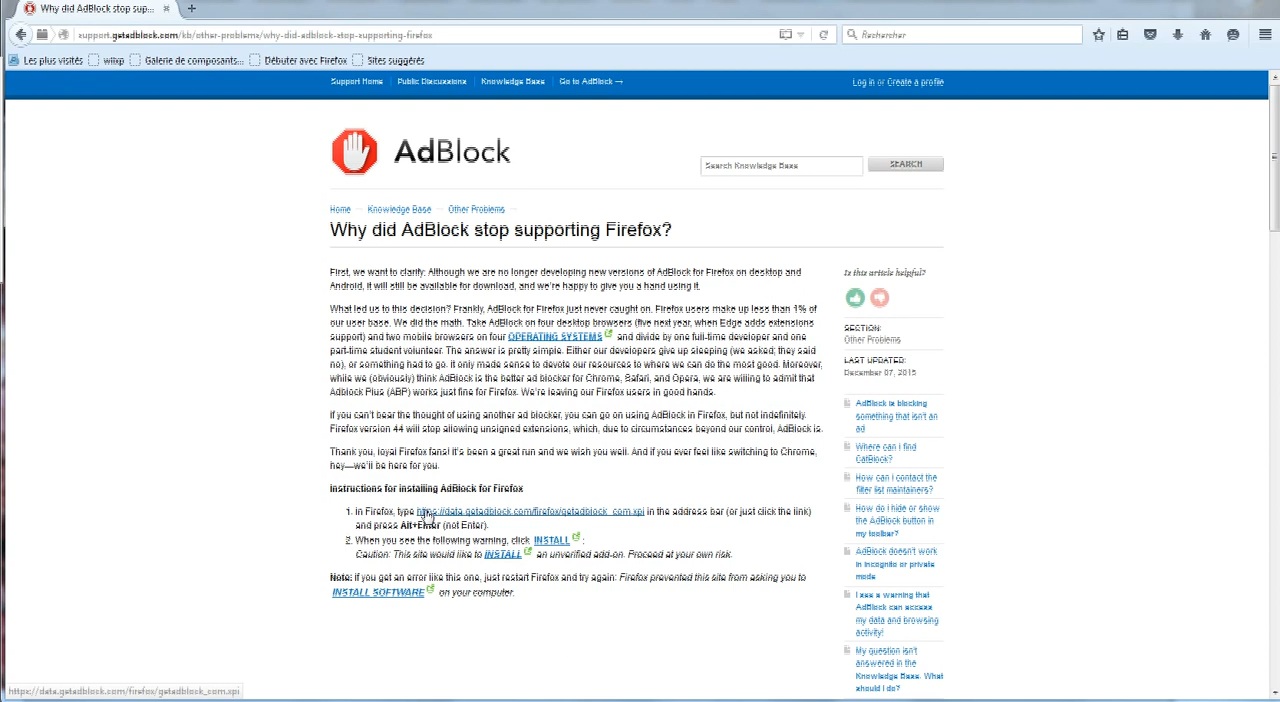 Why did AdBlock stop sup...
support.getadblock.com/kb/other-problems/why-did-adblock-stop-supporting-firefox
Rechercher
Les plus visités
wiixp
Galerie de composants...
Débuter avec Firefox
Sites suggérés
Support Home
Public Discussions
Knowledge Base
Go to AdBlock →
Log in or Create a profile
AdBlock
Search Knowledge Base
SEARCH
Home — Knowledge Base — Other Problems —
Why did AdBlock stop supporting Firefox?
First, we want to clarify: Although we are no longer developing new versions of AdBlock for Firefox on desktop and
Android, it will still be available for download, and we're happy to give you a hand using it.
What led us to this decision? Frankly, AdBlock for Firefox just never caught on. Firefox users make up less than 1% of
our user base. We did the math. Take AdBlock on four desktop browsers (five next year, when Edge adds extensions
support) and two mobile browsers on four OPERATING SYSTEMS and divide by one full-time developer and one
part-time student volunteer. The answer is pretty simple. Either our developers give up sleeping (we asked; they said
no), or something had to go. It only made sense to devote our resources to where we can do the most good. Moreover,
while we (obviously) think AdBlock is the better ad blocker for Chrome, Safari, and Opera, we are willing to admit that
Adblock Plus (ABP) works just fine for Firefox. We're leaving our Firefox users in good hands.
If you can't bear the thought of using another ad blocker, you can go on using AdBlock in Firefox, but not indefinitely.
Firefox version 44 will stop allowing unsigned extensions, which, due to circumstances beyond our control, AdBlock is.
Thank you, loyal Firefox fans! It's been a great run and we wish you well. And if you ever feel like switching to Chrome,
hey—we'll be here for you.
Instructions for installing AdBlock for Firefox
1. In Firefox, type https://data.getadblock.com/firefox/getadblock_com.xpi in the address bar (or just click the link)
and press Alt+Enter (not Enter).
2. When you see the following warning, click INSTALL :
Caution: This site would like to INSTALL an unverified add-on. Proceed at your own risk.
Note: If you get an error like this one, just restart Firefox and try again: Firefox prevented this site from asking you to
INSTALL SOFTWARE on your computer.
Is this article helpful?
SECTION:
Other Problems
LAST UPDATED:
December 07, 2015
AdBlock is blocking
something that isn't an
ad
Where can I find
CatBlock?
How can I contact the
filter list maintainers?
How do I hide or show
the AdBlock button in
my toolbar?
AdBlock doesn't work
in incognito or private
mode
I see a warning that
AdBlock can access
my data and browsing
activity!
My question isn't
answered in the
Knowledge Base. What
should I do?
https://data.getadblock.com/firefox/getadblock_com.xpi